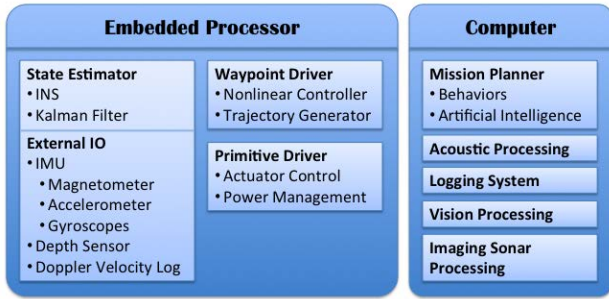 Embedded Processor
State Estimator
• INS
• Kalman Filter
External IO
• IMU
• Magnetometer
• Accelerometer
• Gyroscopes
• Depth Sensor
• Doppler Velocity Log
Waypoint Driver
• Nonlinear Controller
• Trajectory Generator
Primitive Driver
• Actuator Control
• Power Management
Computer
Mission Planner
• Behaviors
• Artificial Intelligence
Acoustic Processing
Logging System
Vision Processing
Imaging Sonar
Processing